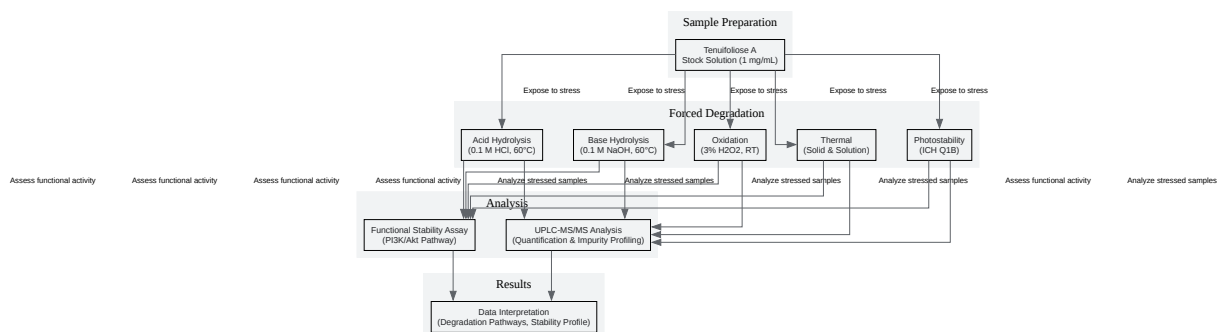 Sample Preparation
Tenuifoliose A
Stock Solution (1 mg/mL)
Expose to stress Expose to stress Expose to stress Expose to stress Expose to stress
Forced Degradation
Acid Hydrolysis
(0.1 M HCl, 60°C)
Base Hydrolysis
(0.1 M NaOH, 60°C)
Oxidation
(3% H2O2, RT)
Thermal
(Solid & Solution)
Photostability
(ICH Q1B)
Assess functional activity Assess functional activity Assess functional activity Assess functional activity Analyze stressed samples Analyze stressed samples Analyze stressed samples Analyze stressed samples Assess functional activity Analyze stressed samples
Analysis
Functional Stability Assay
(PI3K/Akt Pathway)
UPLC-MS/MS Analysis
(Quantification & Impurity Profiling)
Results
Data Interpretation
(Degradation Pathways, Stability Profile)